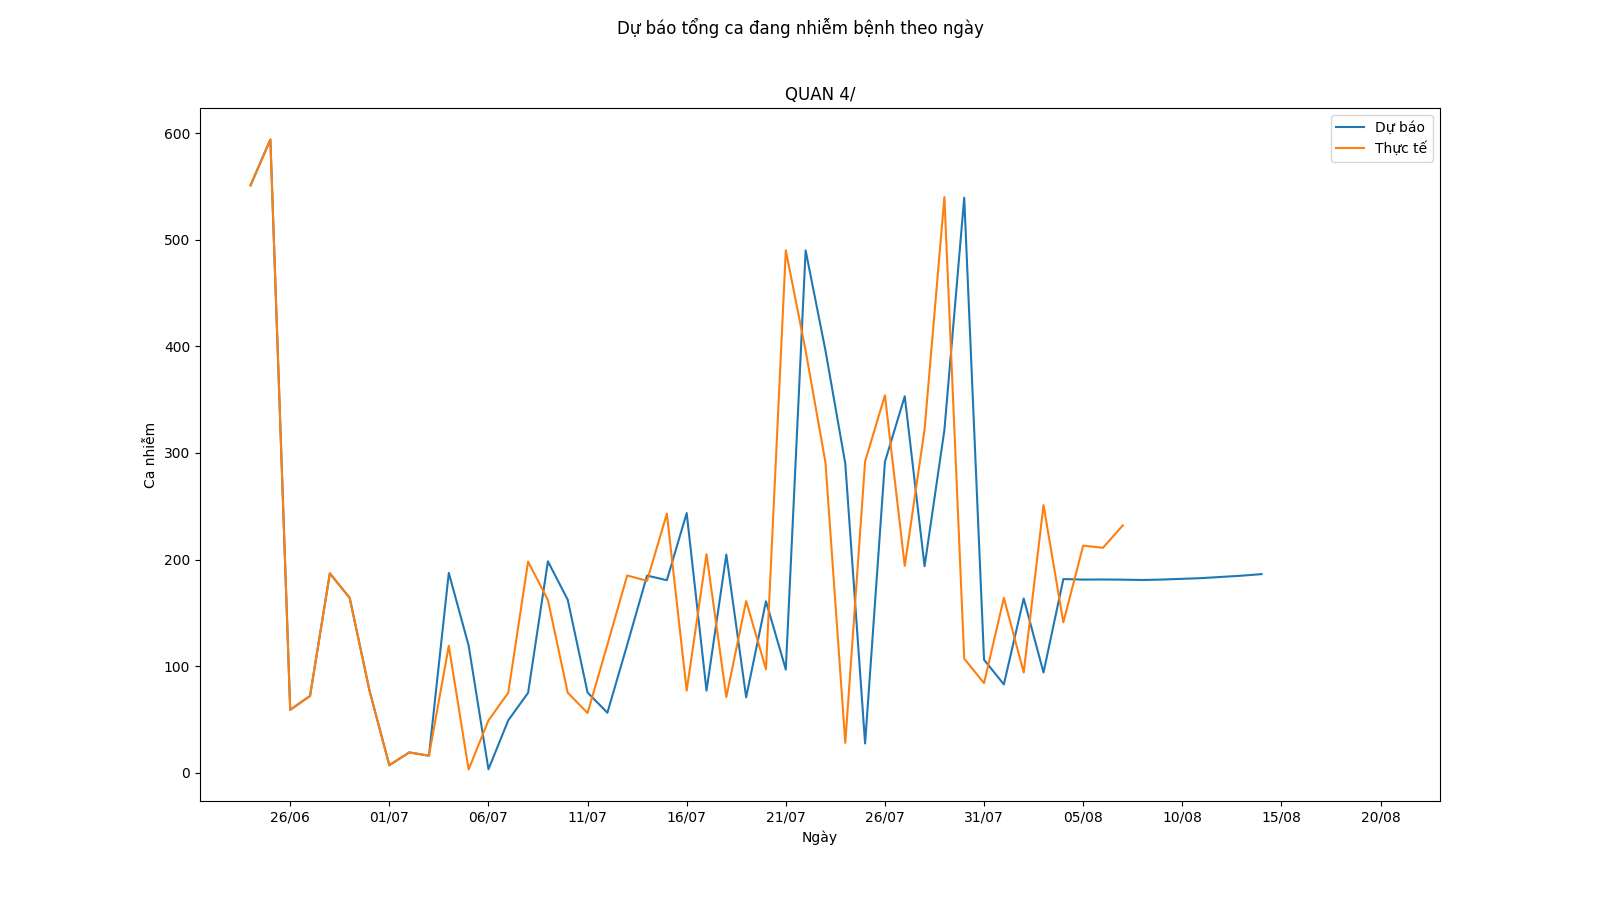 Dự báo tổng ca đang nhiễm bệnh theo ngày
QUAN 4/
Dự báo
Thực tế
600
500
400
300
200
100
0
Ca nhiễm
26/06 01/07 06/07 11/07 16/07 21/07 26/07 31/07 05/08 10/08 15/08 20/08
Ngày